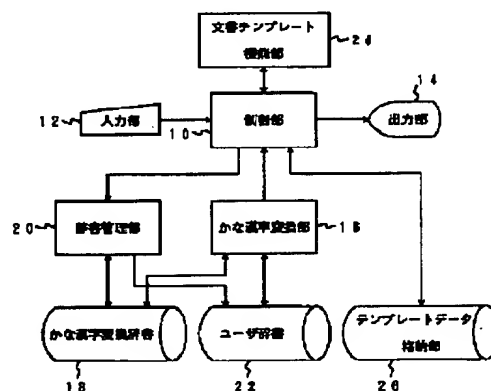 文書テンプレート
機能部
24
14
12
入力部
制御部
出力部
10
20
辞書管理部
かな漢字変換部
16
かな漢字変換辞書
ユーザ辞書
テンプレートデータ
格納部
18
22
26